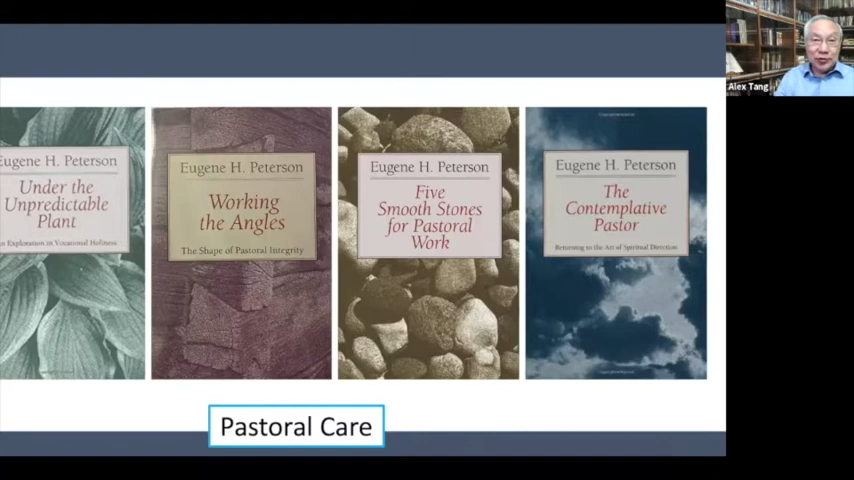 Alex Tang
Eugene H. Peterson
Under the
Unpredictable
Plant
An Exploration in Vocational Holiness
Eugene H. Peterson
Working
the Angles
The Shape of Pastoral Integrity
Eugene H. Peterson
Five
Smooth Stones
for Pastoral
Work
Eugene H. Peterson
The
Contemplative
Pastor
Returning to the Art of Spiritual Direction
Pastoral Care